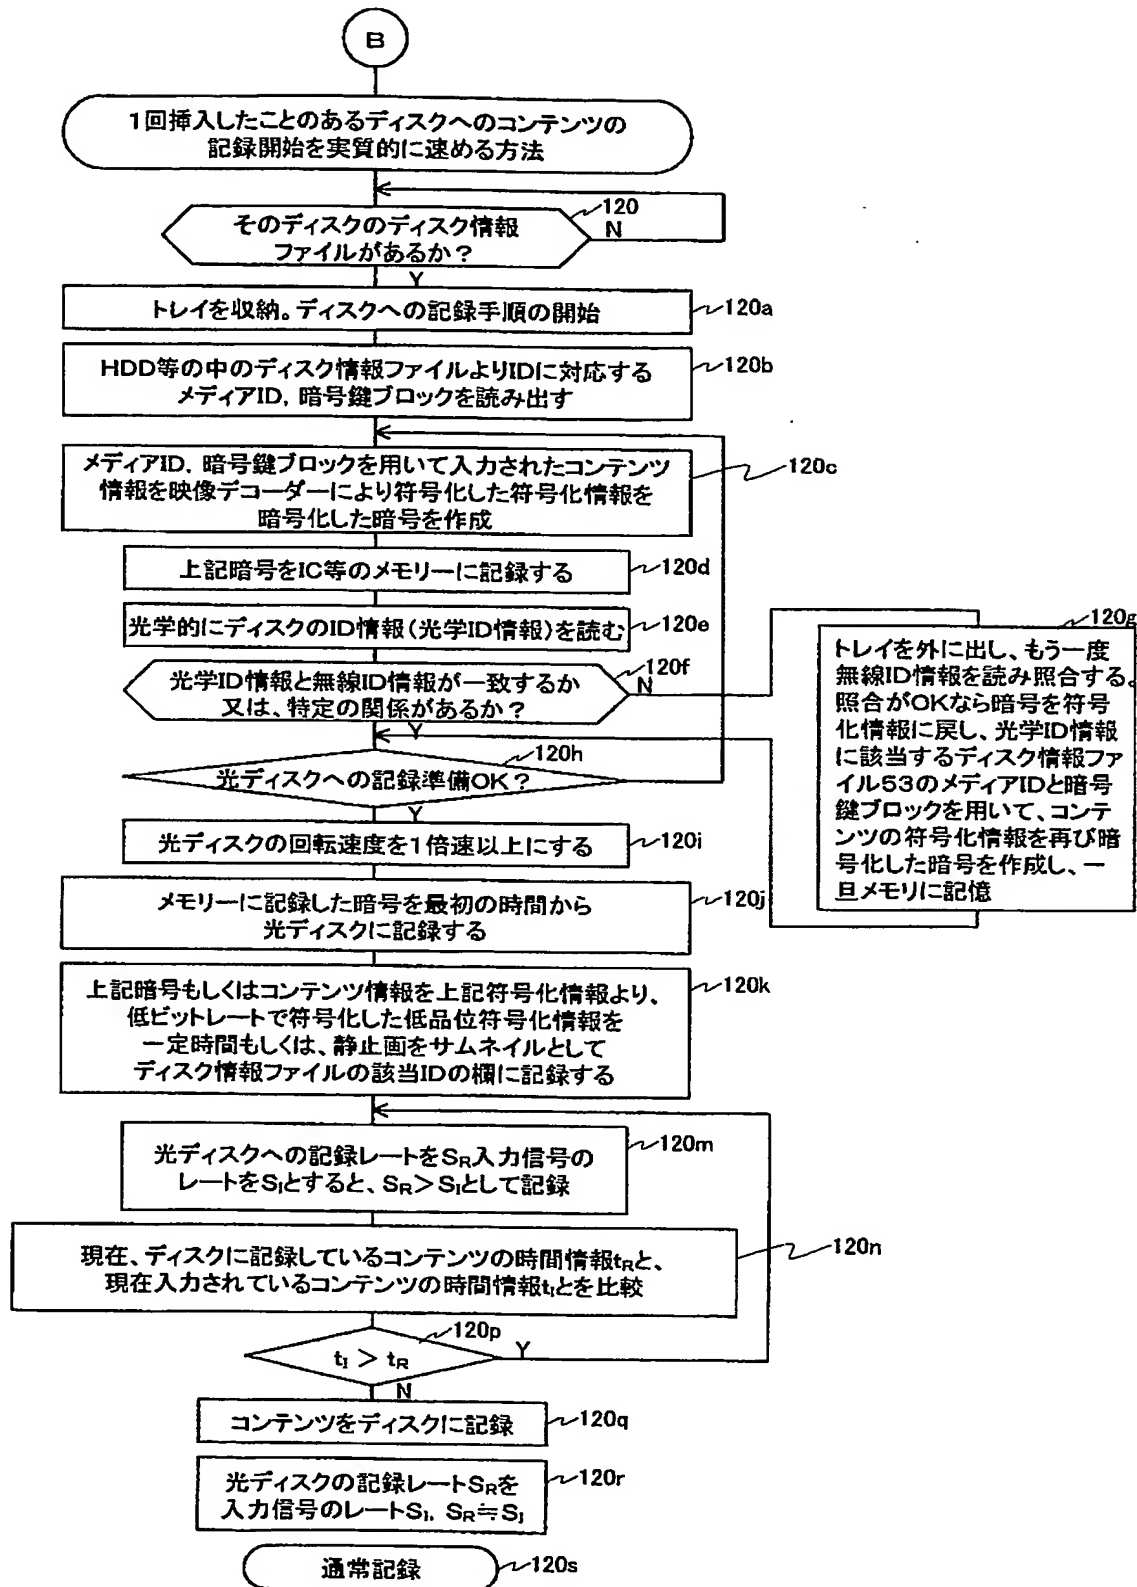 B
1回挿入したことのあるディスクへのコンテンツの
記録開始を実質的に速める方法
そのディスクのディスク情報
ファイルがあるか?
120
N
Y
トレイを収納。ディスクへの記録手順の開始
120a
HDD等の中のディスク情報ファイルよりIDに対応する
メディアID, 暗号鍵ブロックを読み出す
120b
メディアID, 暗号鍵ブロックを用いて入力されたコンテンツ
情報を映像デコーダーにより符号化した符号化情報を
暗号化した暗号を作成
120c
上記暗号をIC等のメモリーに記録する
120d
光学的にディスクのID情報(光学ID情報)を読む
120e
光学ID情報と無線ID情報が一致するか
又は、特定の関係があるか?
120f
N
Y
120g
トレイを外に出し、もう一度
無線ID情報を読み照合する。
照合がOKなら暗号を符号
化情報に戻し、光学ID情報
に該当するディスク情報ファ
イル53のメディアIDと暗号
鍵ブロックを用いて、コンテ
ンツの符号化情報を再び暗
号化した暗号を作成し、一
旦メモリに記憶
120h
光ディスクへの記録準備OK?
Y
光ディスクの回転速度を1倍速以上にする
120i
メモリーに記録した暗号を最初の時間から
光ディスクに記録する
120j
上記暗号もしくはコンテンツ情報を上記符号化情報より、
低ビットレートで符号化した低品位符号化情報を
一定時間もしくは、静止画をサムネイルとして
ディスク情報ファイルの該当IDの欄に記録する
120k
光ディスクへの記録レートをSR入力信号の
レートをSIとすると、SR>SIとして記録
120m
現在、ディスクに記録しているコンテンツの時間情報tRと、
現在入力されているコンテンツの時間情報tIとを比較
120n
120p
tI > tR
Y
N
コンテンツをディスクに記録
120q
光ディスクの記録レートSRを
入力信号のレートSI, SR≒SI
120r
通常記録
120s